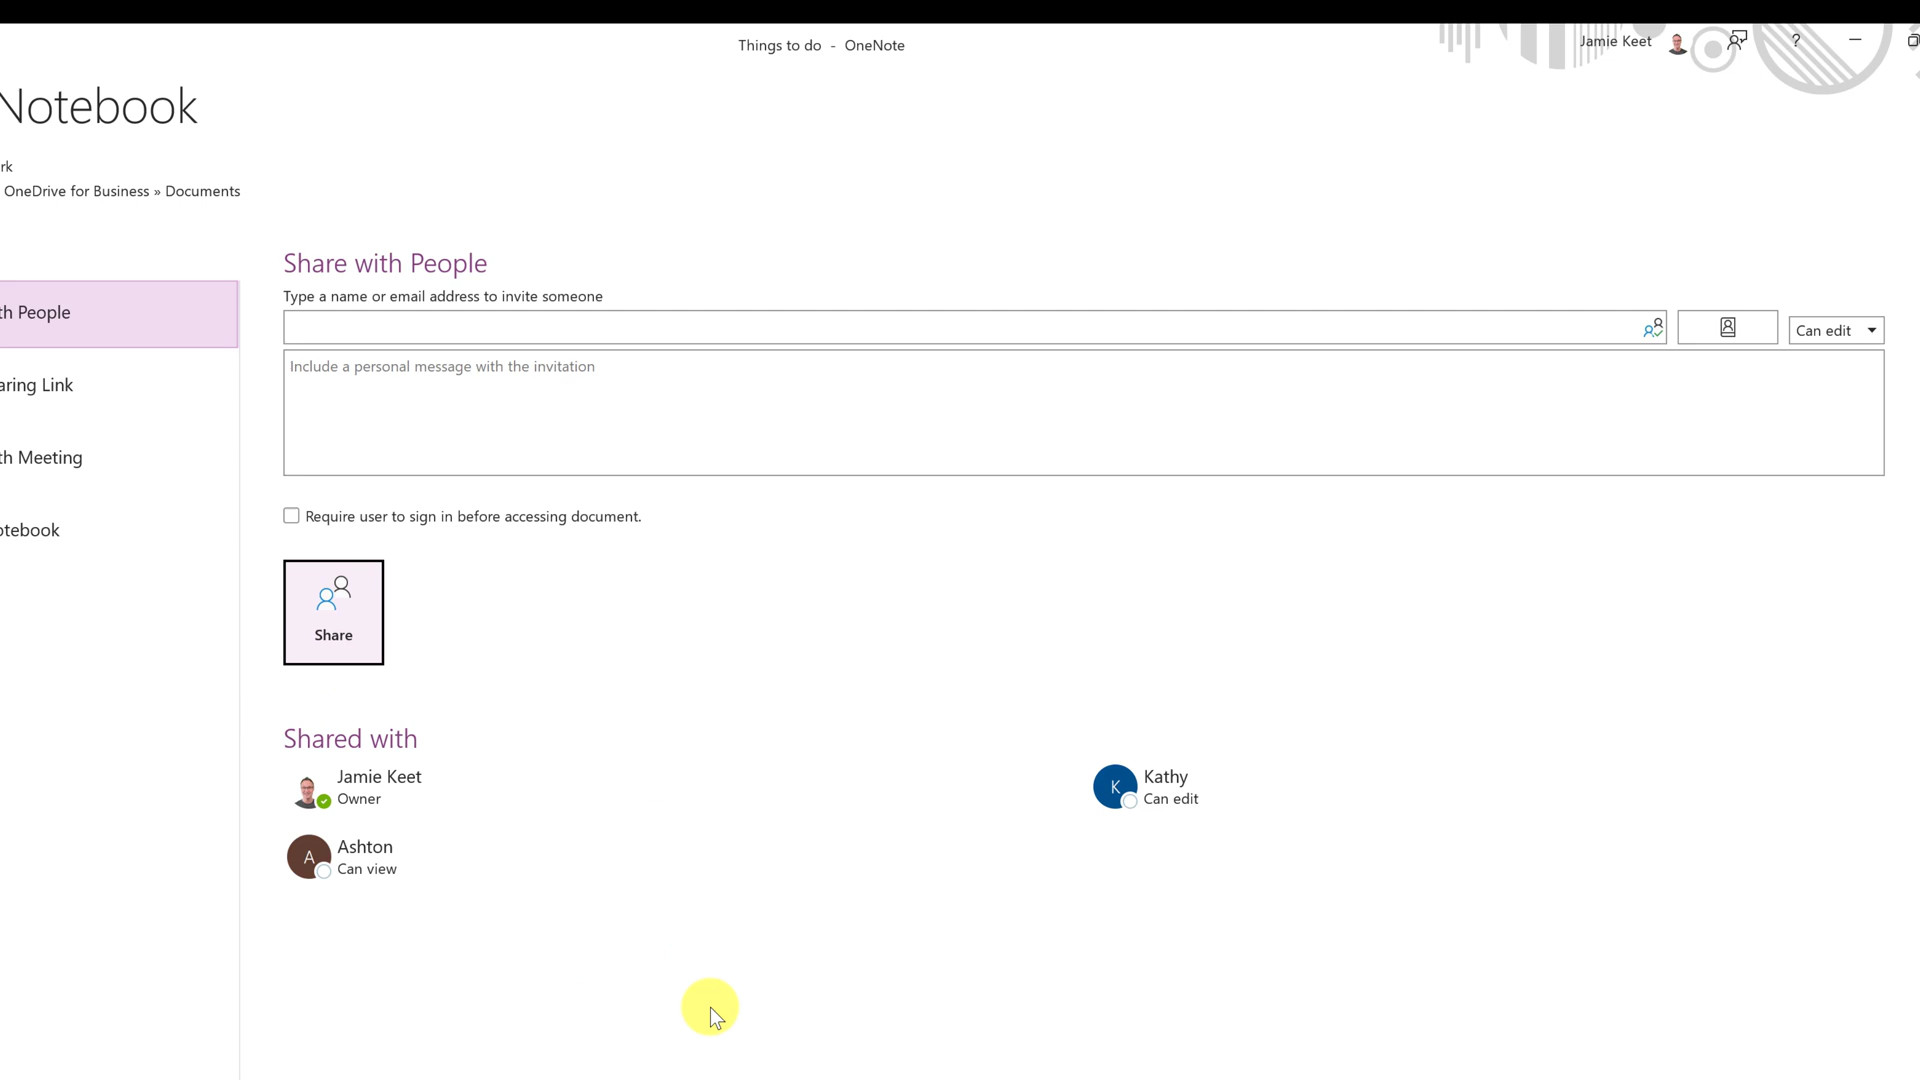 Things to do - OneNote
Jamie Keet
?
Notebook
rk
OneDrive for Business » Documents
Share with People
Type a name or email address to invite someone
th People
Can edit
Include a personal message with the invitation
aring Link
th Meeting
Require user to sign in before accessing document.
otebook
Share
Shared with
Jamie Keet
Owner
K
Kathy
Can edit
A
Ashton
Can view